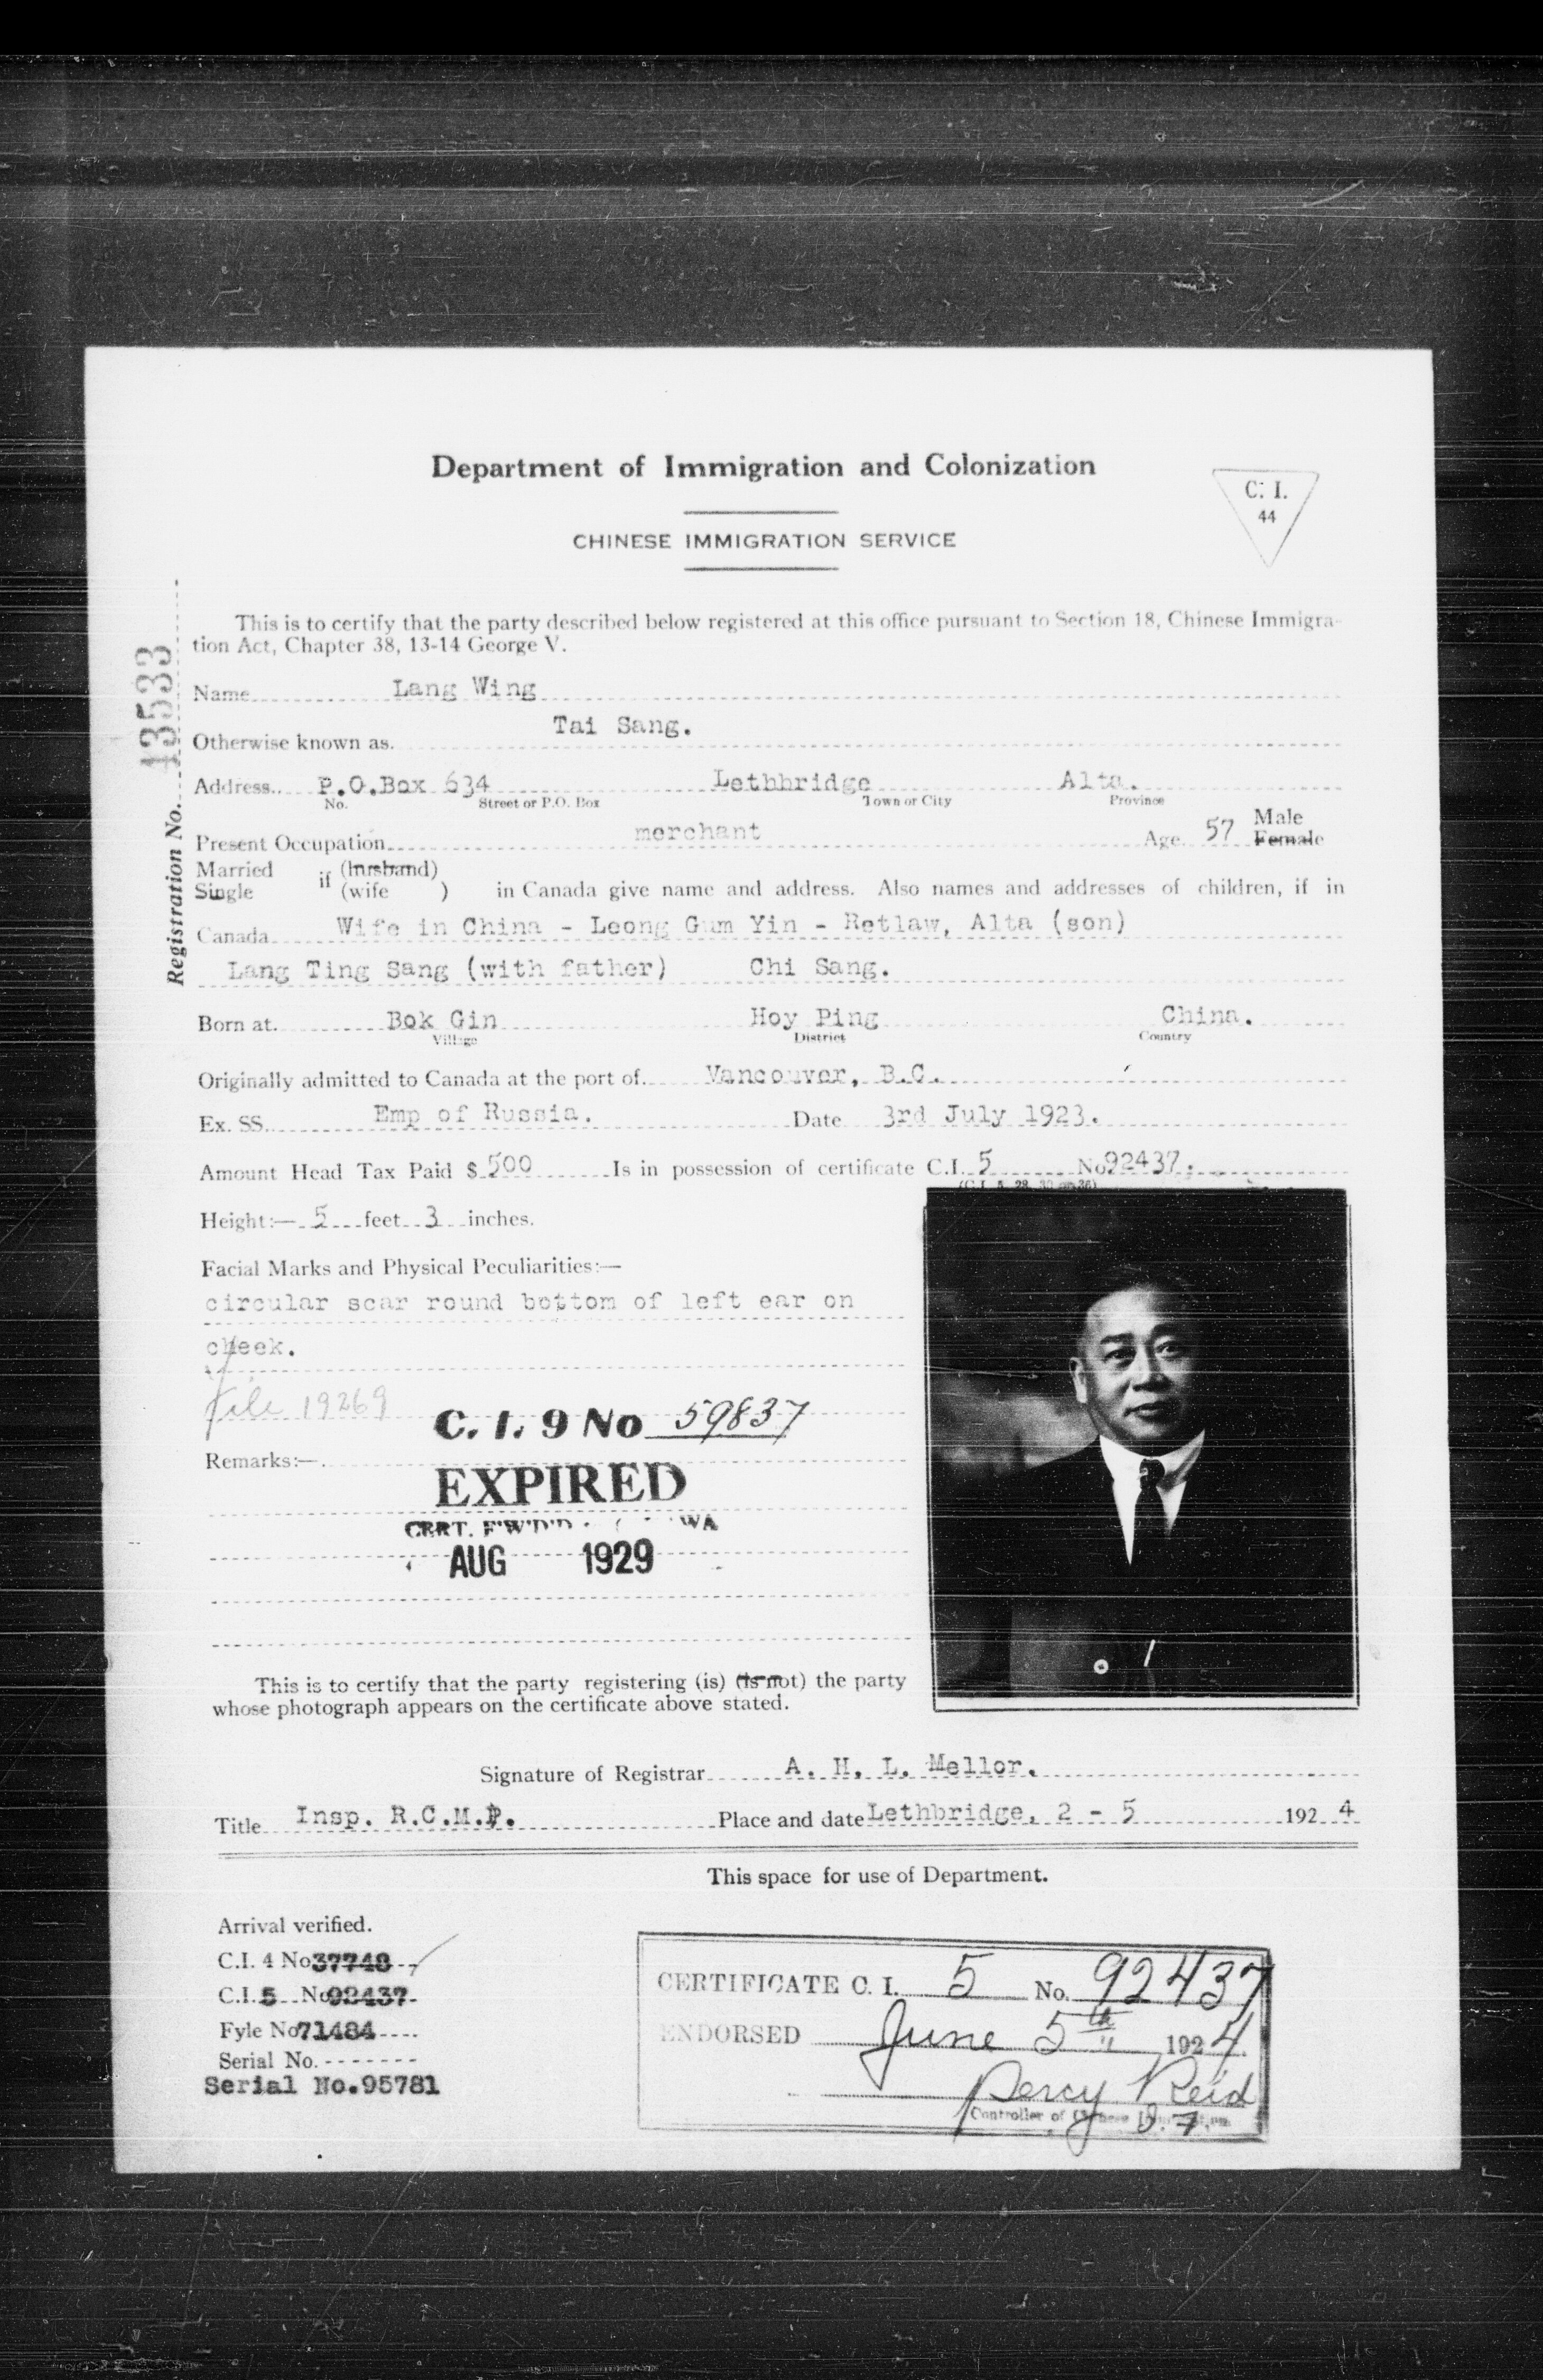 Department of Immigration and Colonization
C. I.
44
CHINESE IMMIGRATION SERVICE
This is to certify that the party described below registered at this office pursuant to Section 18, Chinese Immigra-
tion Act, Chapter 38, 13-14 George V.
Registration No. 43533
Name Lang Wing
Otherwise known as. Tai Sang.
Address.. P.O.Box 634 Lethbridge Alta.
No. Street or P.O. Box Town or City Province
Present Occupation merchant Age 57 Male
Female
Married if (husband)
Single (wife ) in Canada give name and address. Also names and addresses of children, if in
Canada Wife in China - Leong Gum Yin - Retlaw, Alta (son)
Lang Ting Sang (with father) Chi Sang.
Born at. Bok Gin Hoy Ping China.
Village District Country
Originally admitted to Canada at the port of. Vancouver, B.C.
Ex. SS. Emp of Russia. Date 3rd July 1923.
Amount Head Tax Paid $ 500 Is in possession of certificate C.I. 5 No 92437.
Height:— 5 feet 3 inches.
Facial Marks and Physical Peculiarities:—
circular scar round bottom of left ear on
cheek.
File 19269
C. I. 9 No 59837
Remarks:—
EXPIRED
CERT. F'W'D'D
AUG 1929
This is to certify that the party registering (is) (is not) the party
whose photograph appears on the certificate above stated.
Signature of Registrar A. H. L. Mellor.
Title Insp. R.C.M.P. Place and date Lethbridge, 2 - 5 192 4
This space for use of Department.
Arrival verified.
C.I. 4 No 37748
C.I. 5 No 92437
Fyle No 71484
Serial No.
Serial No. 95781
CERTIFICATE C. I. 5 No. 92437
ENDORSED June 5th 1924.
Percy Reid
Controller of Chinese Immigration